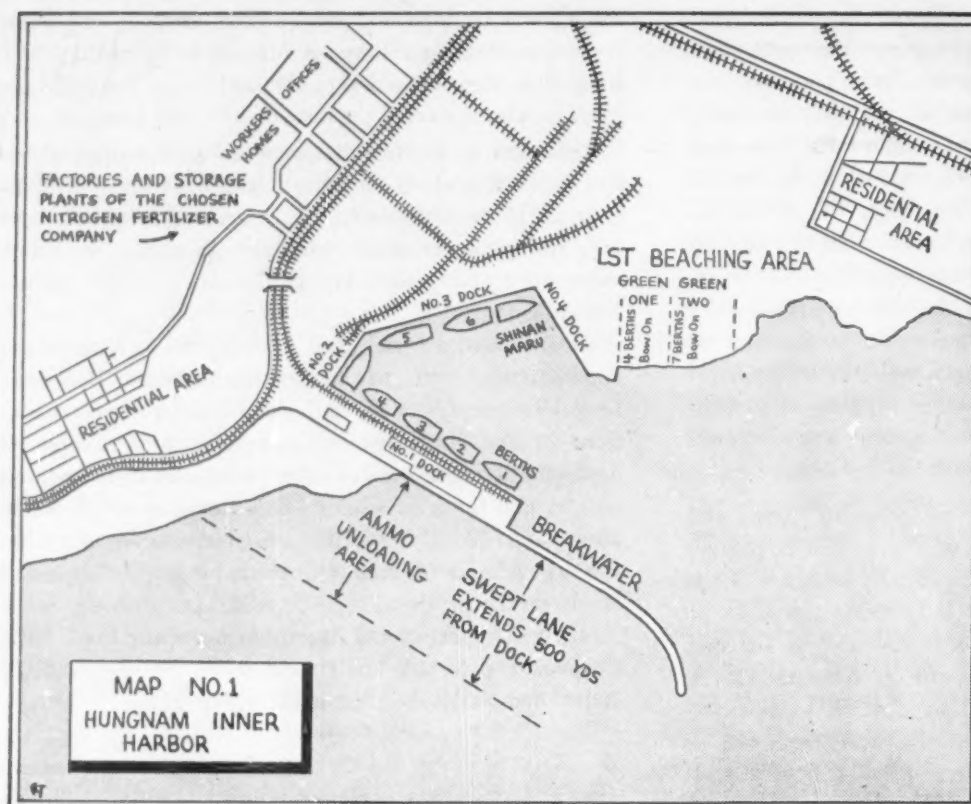 OFFICES
WORKERS
HOMES
FACTORIES AND STORAGE
PLANTS OF THE CHOSEN
NITROGEN FERTILIZER
COMPANY
RESIDENTIAL
AREA
LST BEACHING AREA
GREEN GREEN
ONE TWO
4 BERTHS
Bow On
7 BERTHS
Bow On
NO.3 DOCK
NO.4 DOCK
NO.2
DOCK
5
6
SHINAN
MARU
RESIDENTIAL AREA
4
3
2
1
BERTHS
NO.1 DOCK
AMMO
UNLOADING
AREA
BREAKWATER
SWEPT LANE
EXTENDS 500 YDS
FROM DOCK
MAP NO.1
HUNGNAM INNER
HARBOR